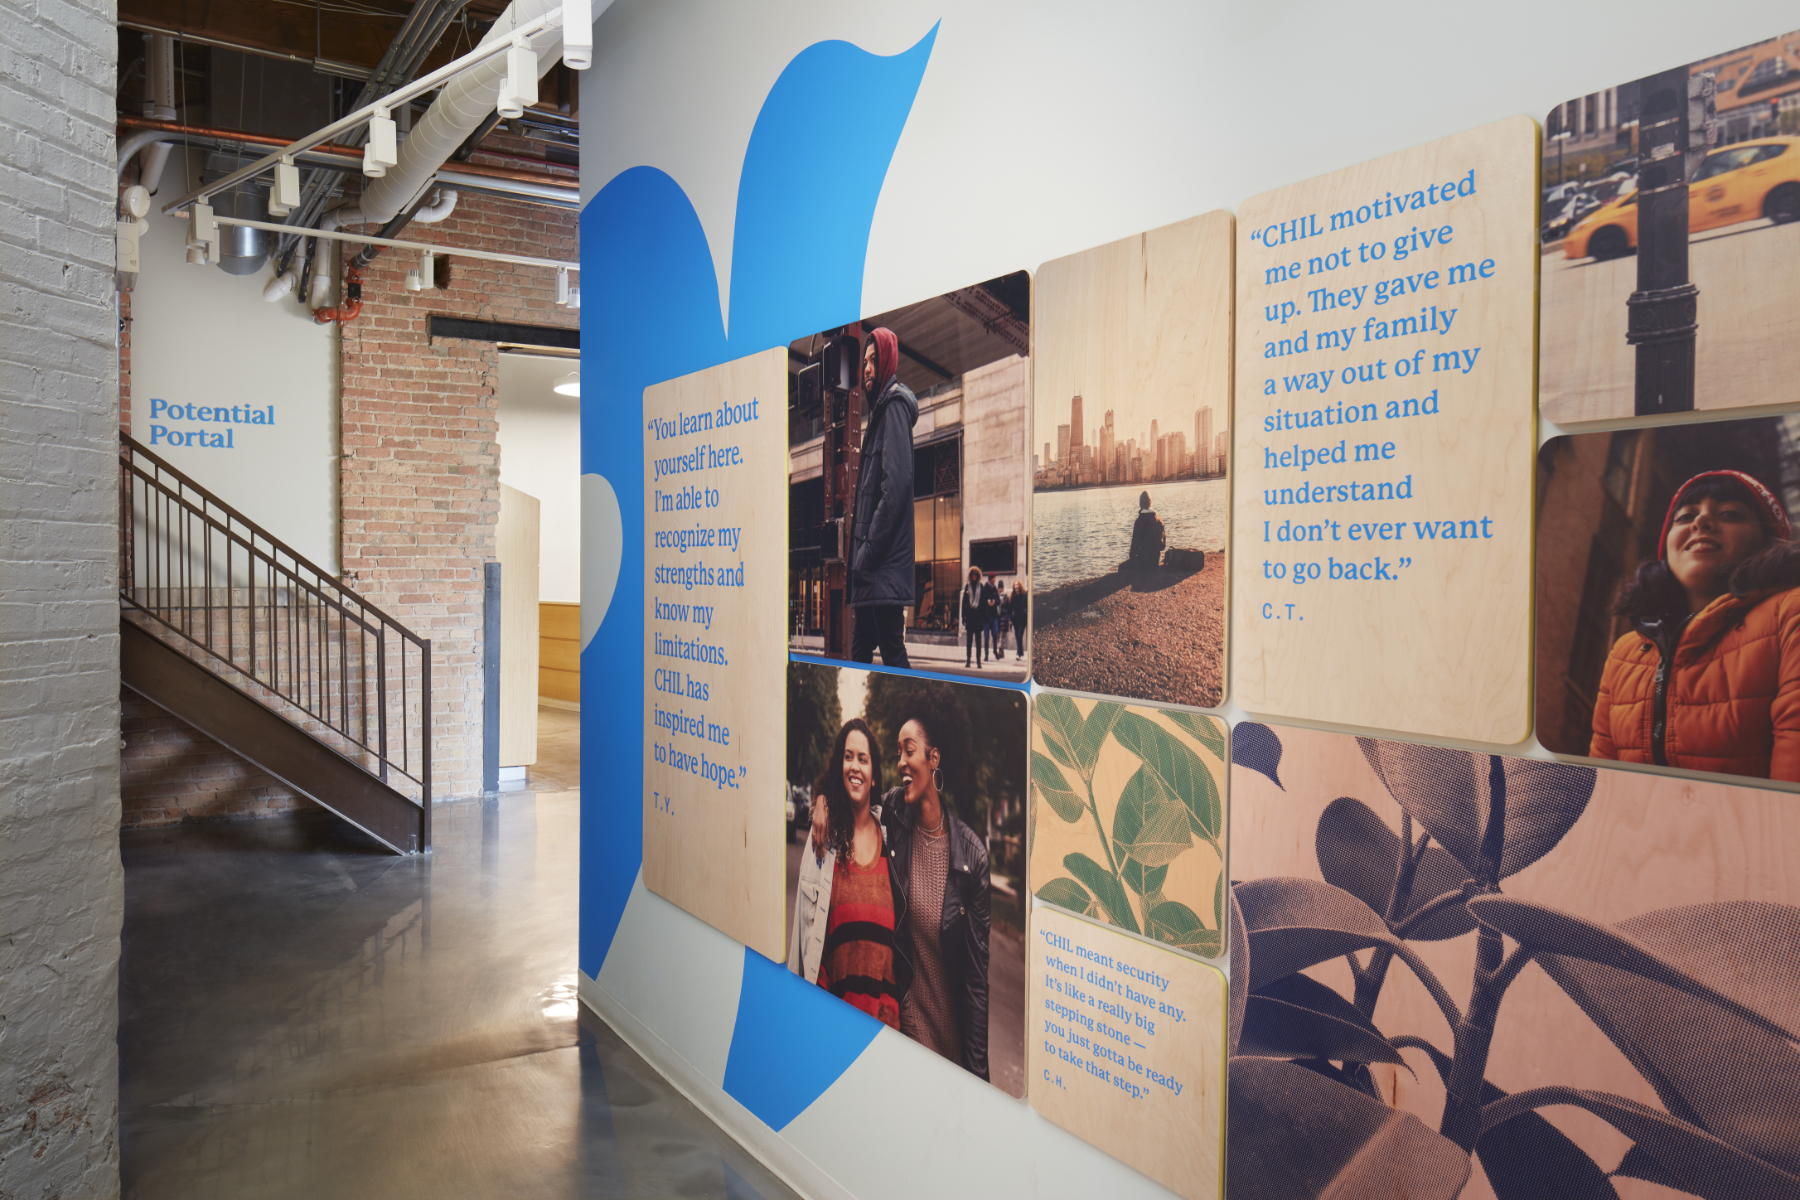 Potential
Portal
“You learn about
yourself here.
I’m able to
recognize my
strengths and
know my
limitations.
CHIL has
inspired me
to have hope.”
T.Y.
“CHIL meant security
when I didn’t have any.
It’s like a really big
stepping stone —
you just gotta be ready
to take that step.”
C.H.
“CHIL motivated
me not to give
up. They gave me
and my family
a way out of my
situation and
helped me
understand
I don’t ever want
to go back.”
C.T.